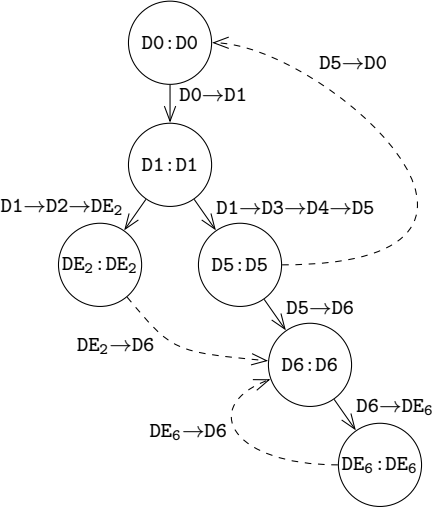 D0:D0
D5→D0
D0→D1
D1:D1
D1→D2→DE₂
D1→D3→D4→D5
DE₂:DE₂
D5:D5
D5→D6
DE₂→D6
D6:D6
D6→DE₆
DE₆→D6
DE₆:DE₆